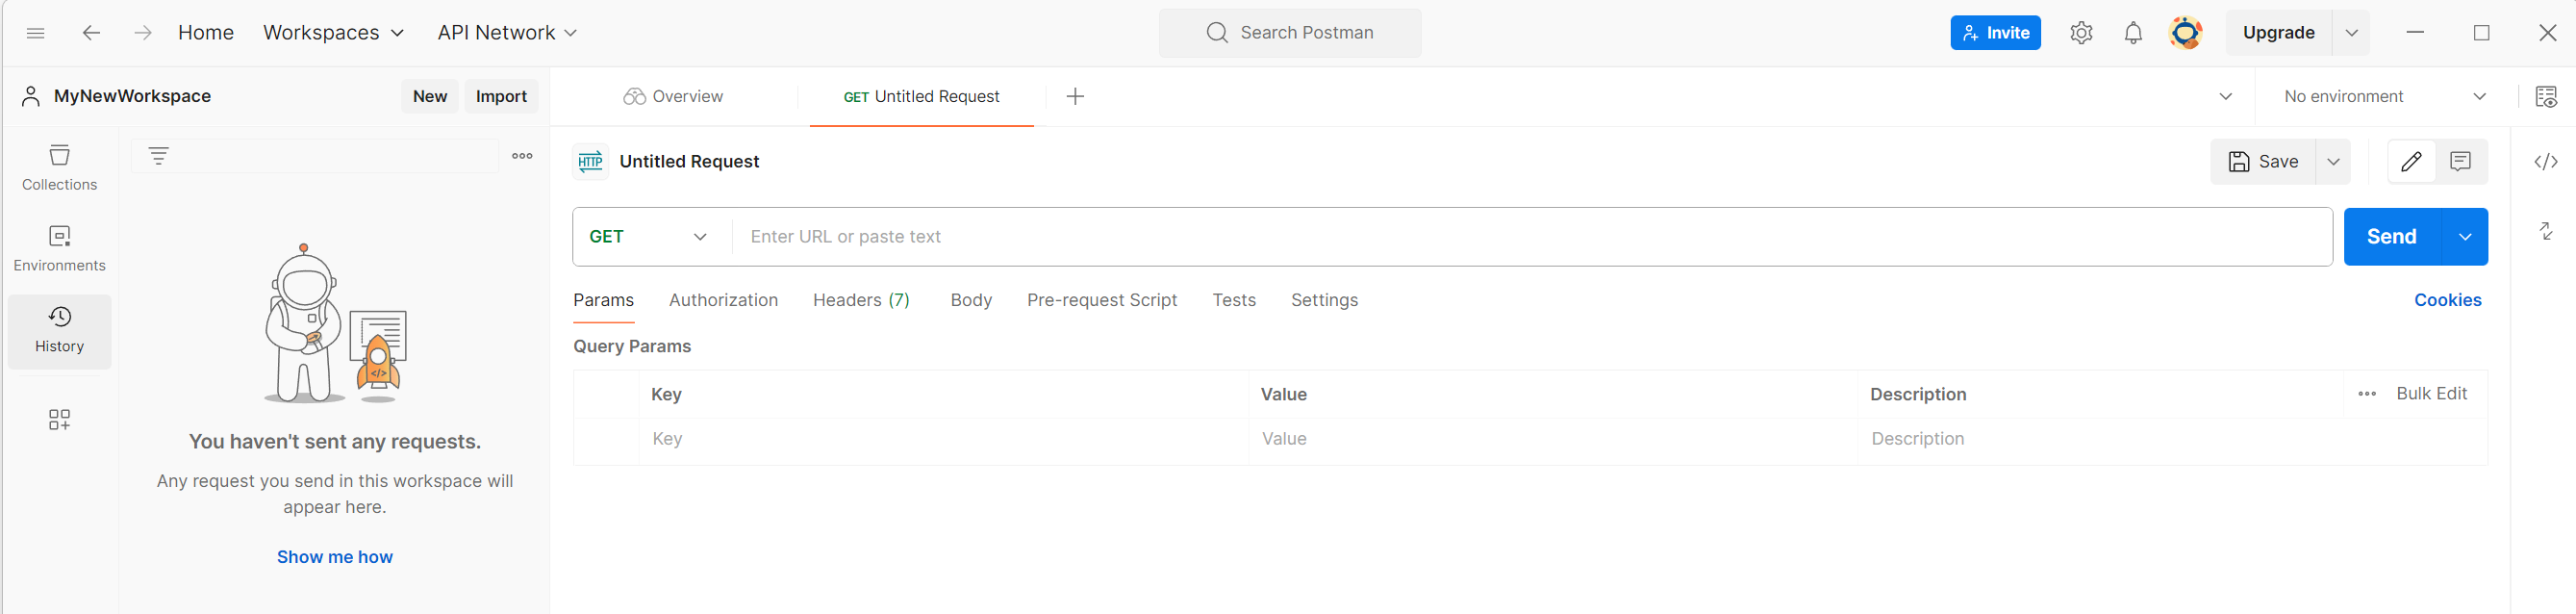 Home Workspaces API Network Search Postman Invite Upgrade
MyNewWorkspace New Import Overview GET Untitled Request No environment
HTTP Untitled Request Save
Collections
GET Enter URL or paste text Send
Environments
Params Authorization Headers (7) Body Pre-request Script Tests Settings Cookies
History
Query Params
Key Value Description Bulk Edit
Key Value Description
</>
You haven't sent any requests.
Any request you send in this workspace will
appear here.
Show me how